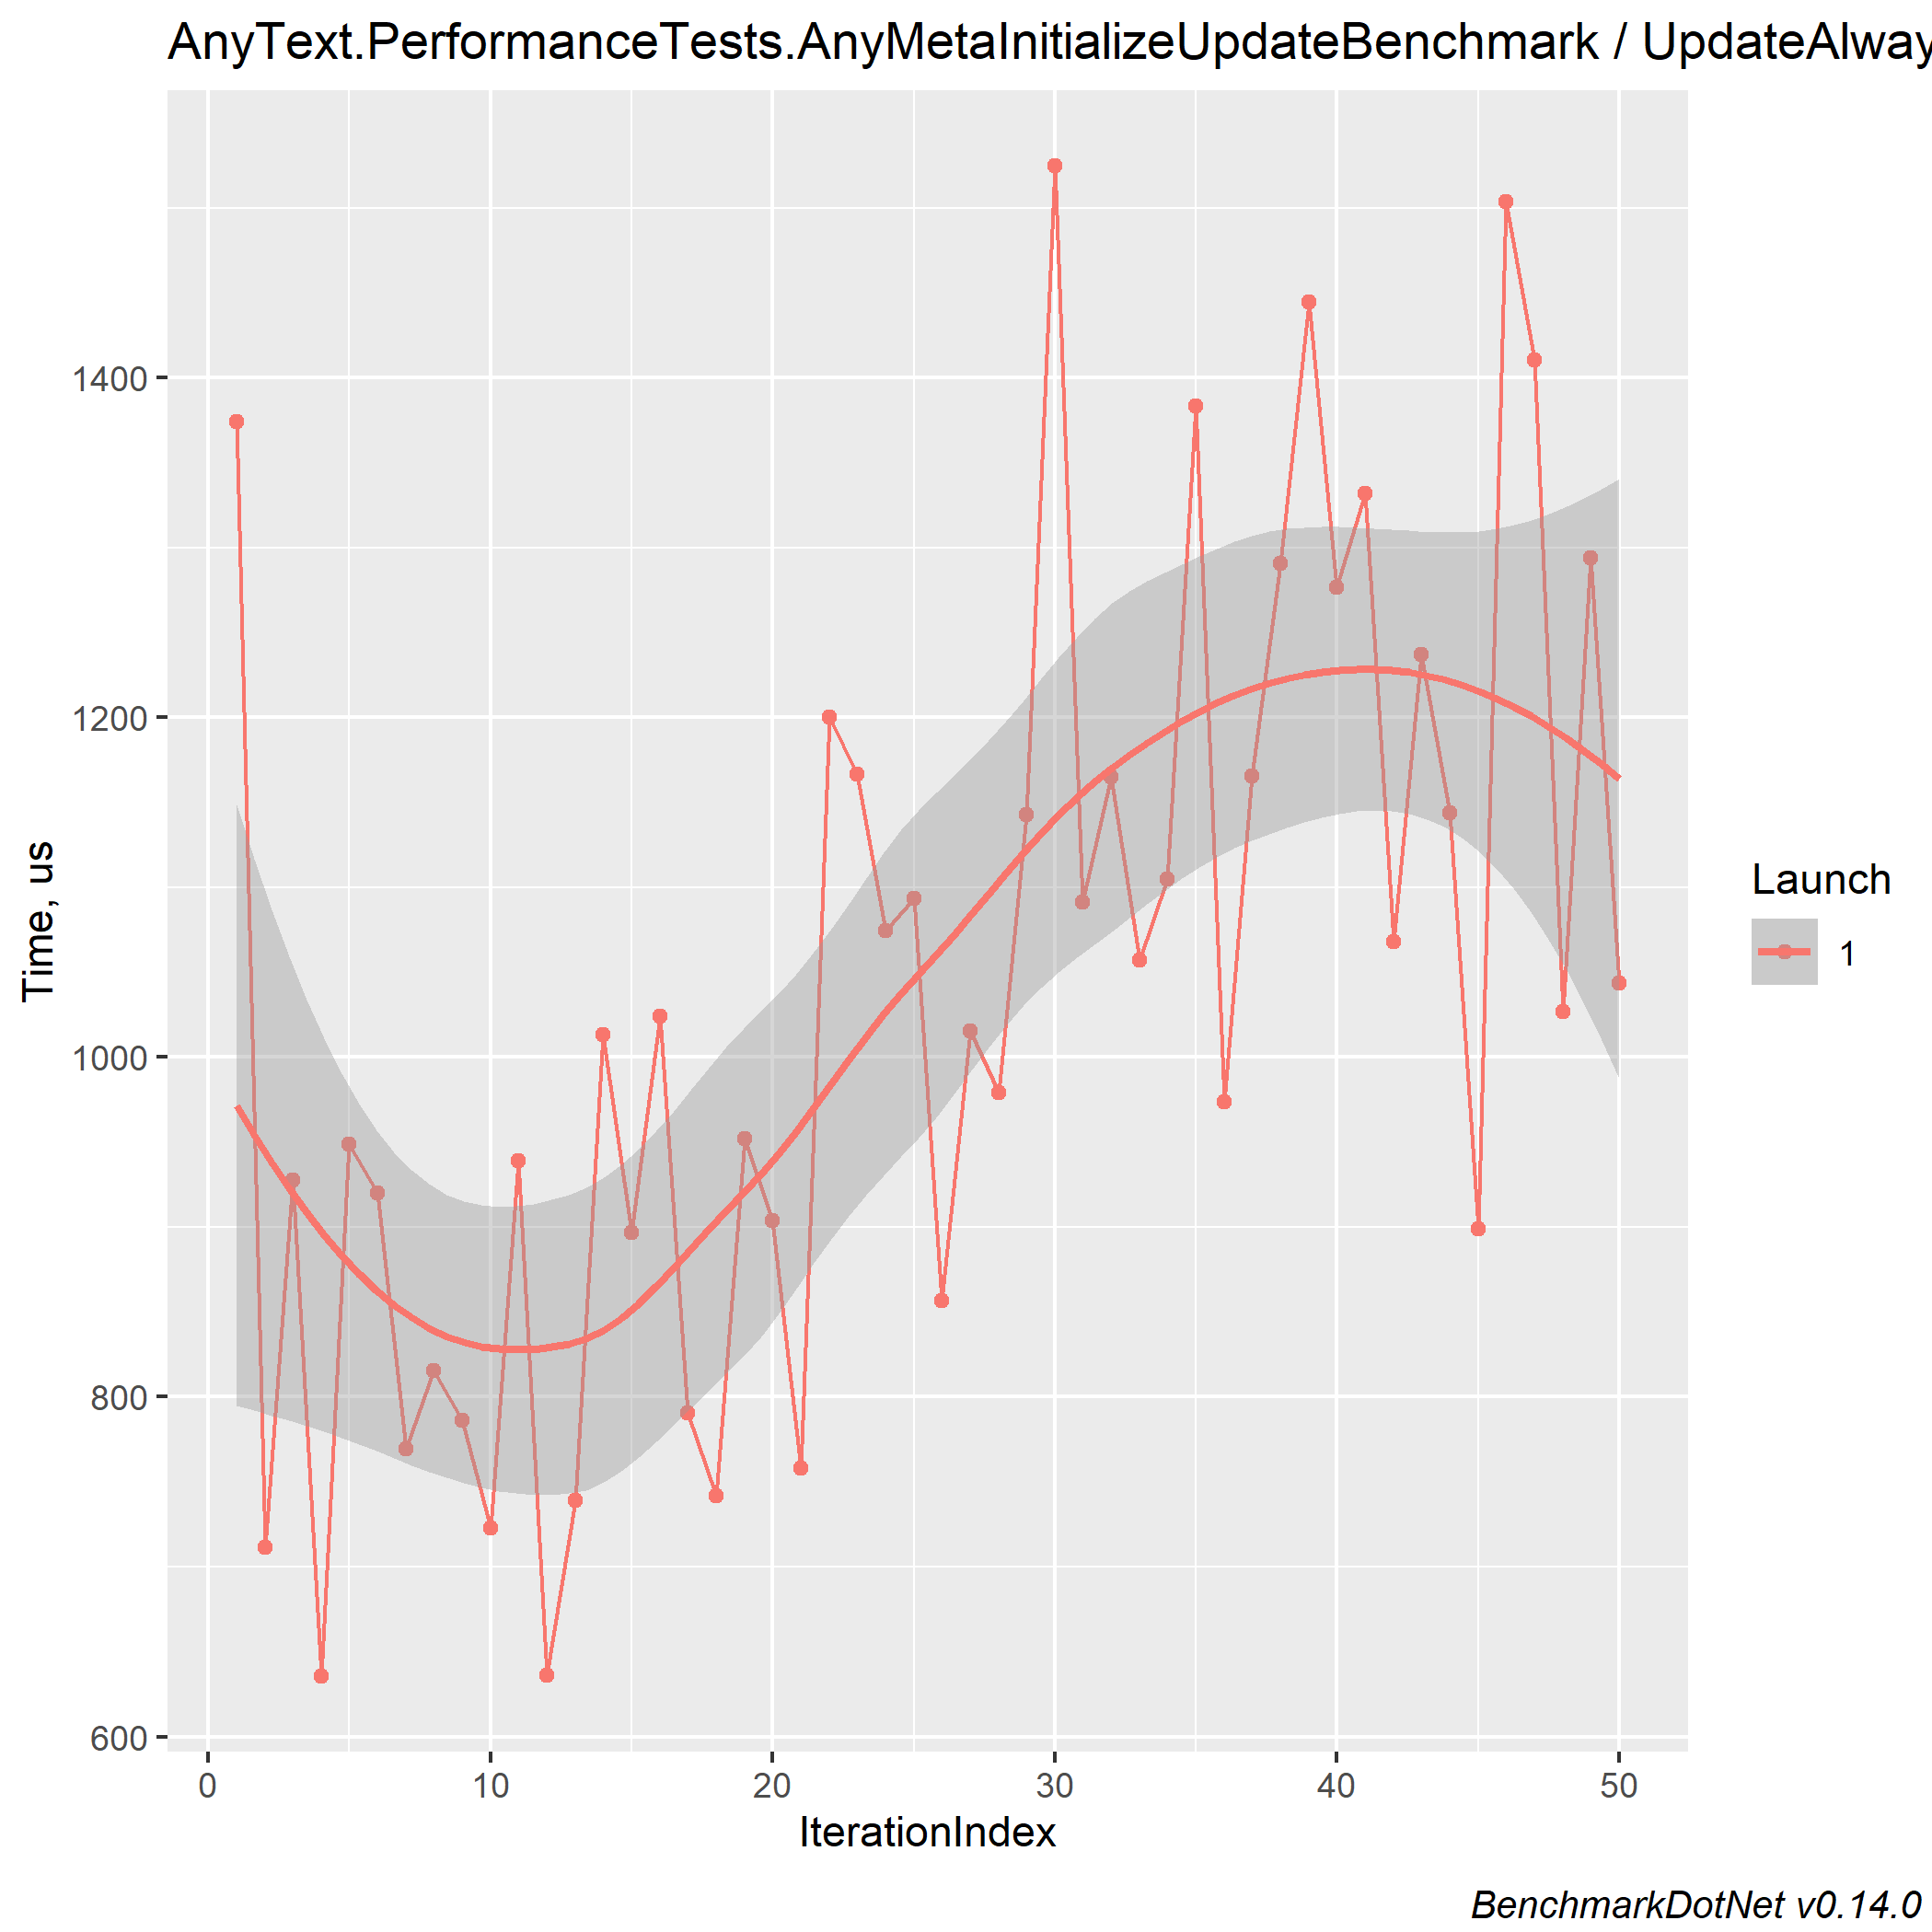 AnyText.PerformanceTests.AnyMetaInitializeUpdateBenchmark / UpdateAlway
Time, us
1400
1200
1000
800
600
0 10 20 30 40 50
IterationIndex
Launch
1
BenchmarkDotNet v0.14.0